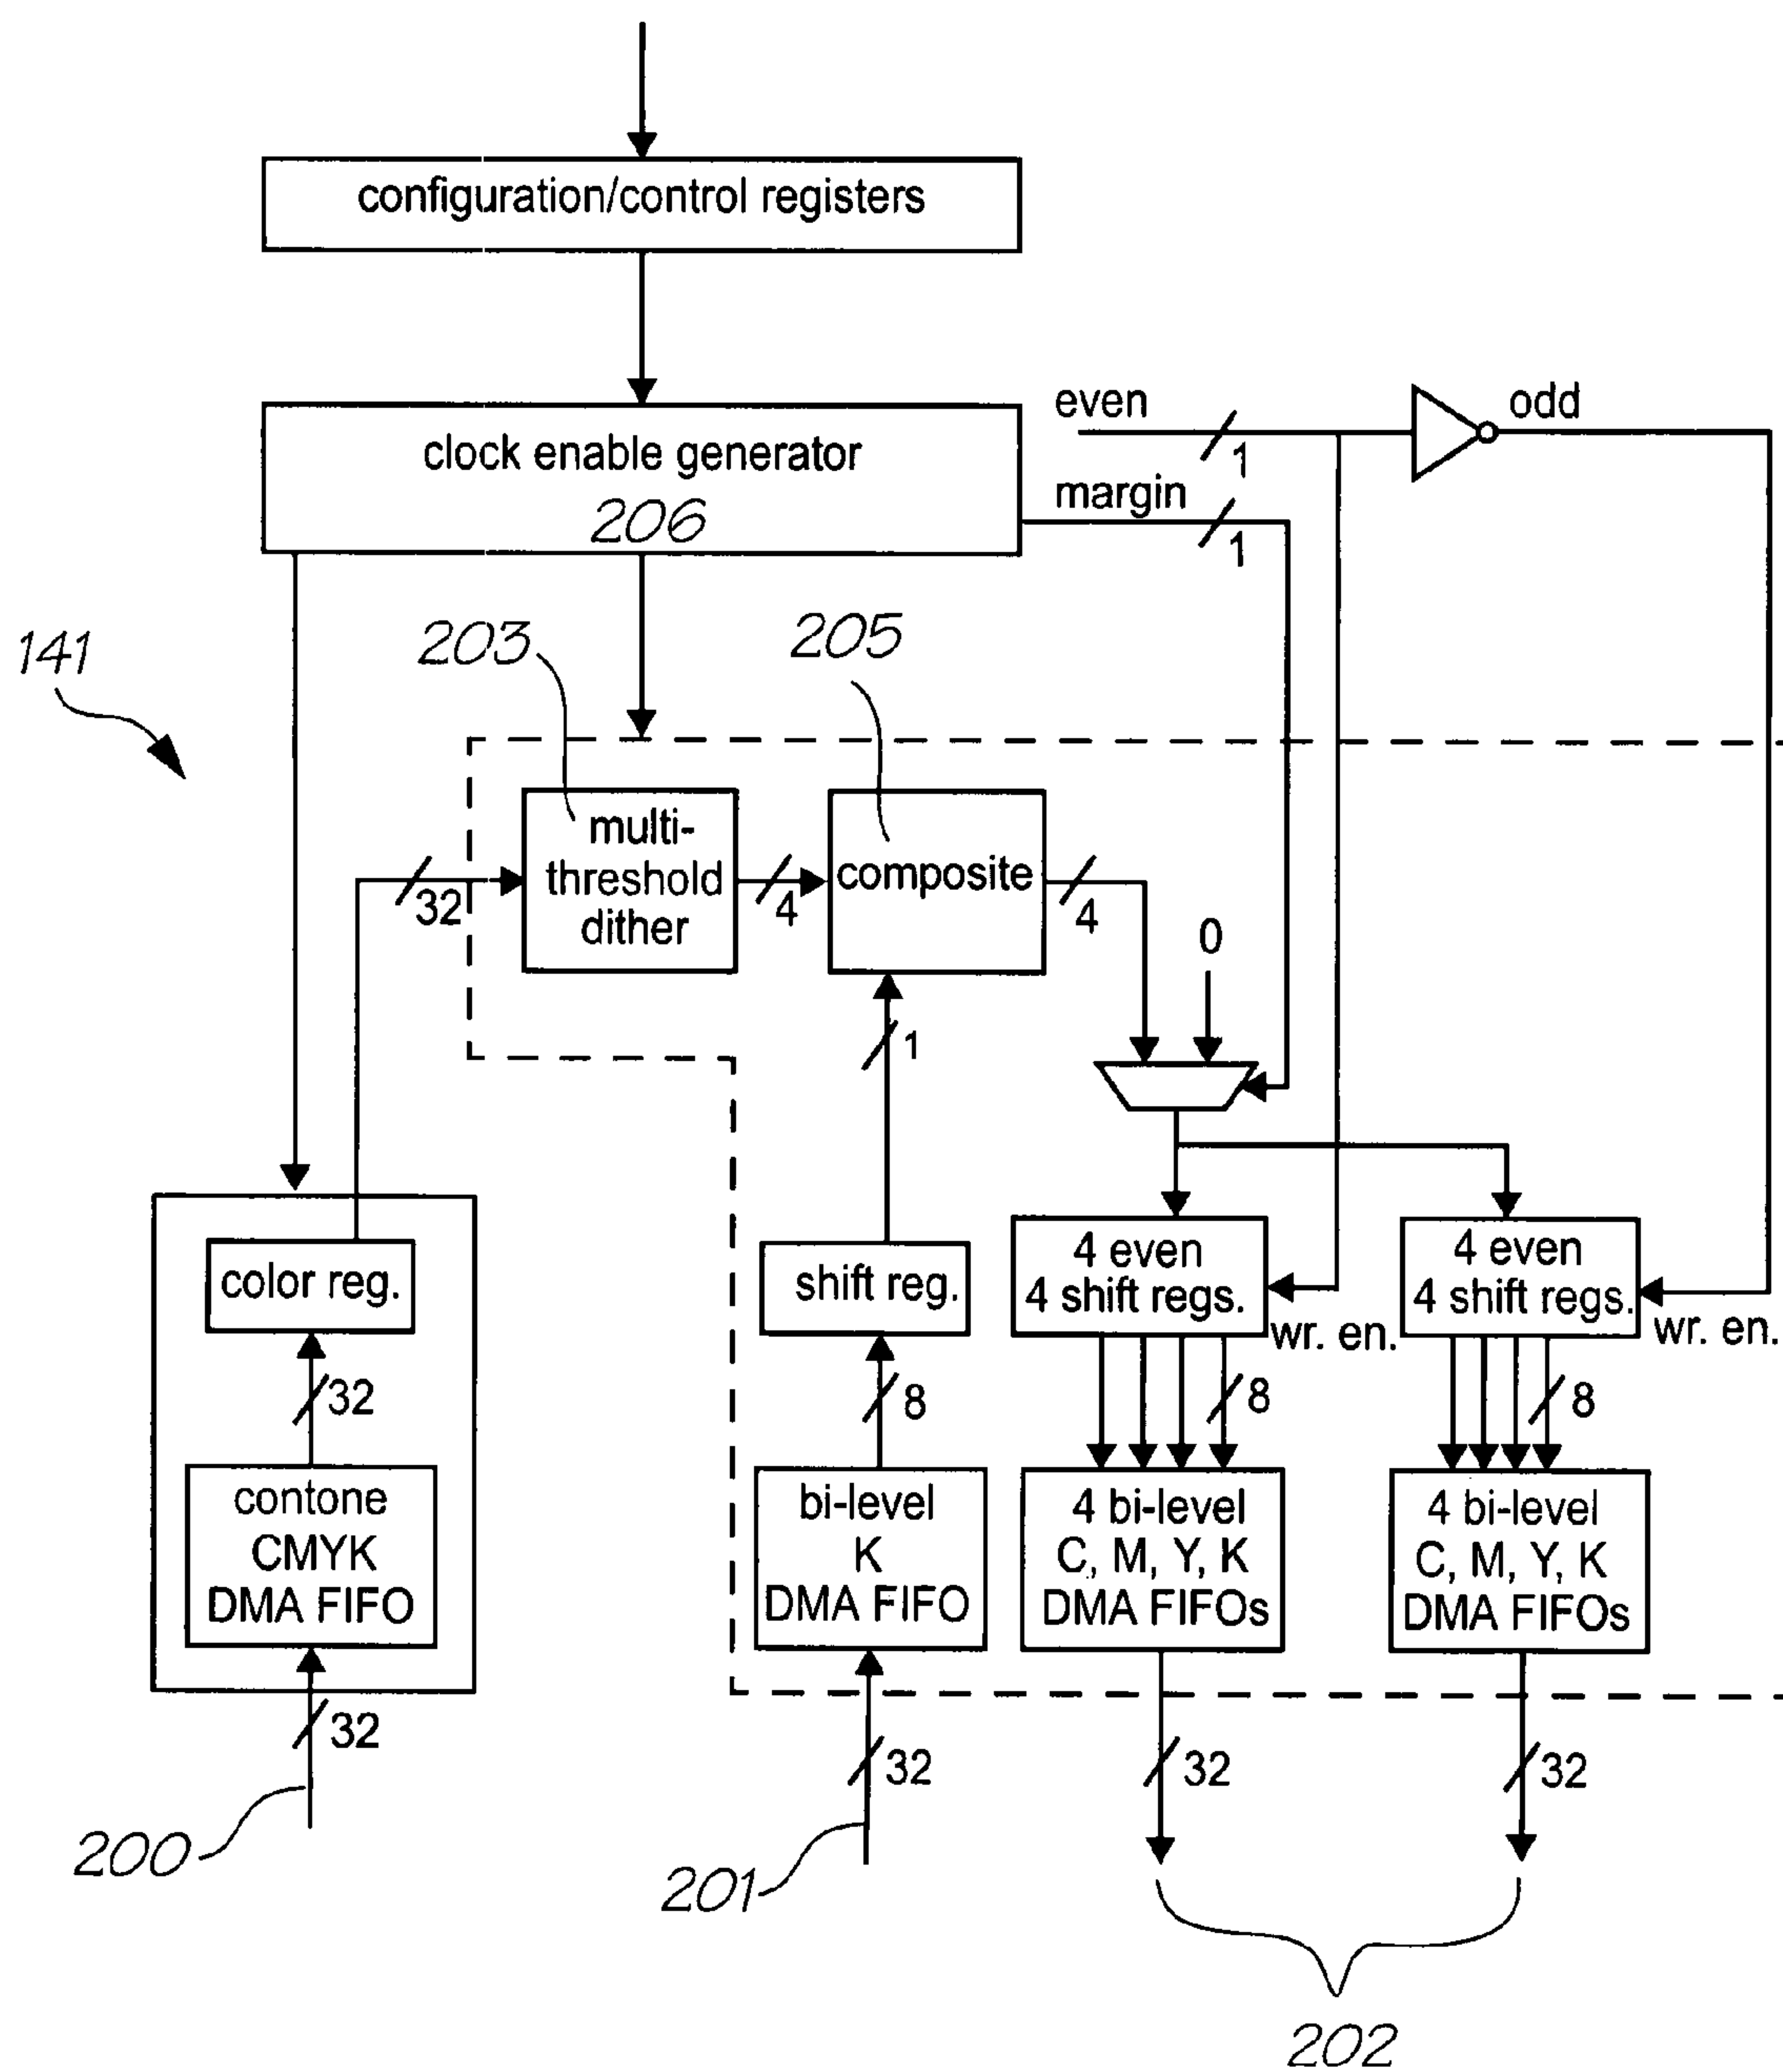 configuration/control registers
clock enable generator
206
even
1
odd
margin
1
141
203
205
multi-
threshold
dither
32
4
composite
4
0
1
color reg.
shift reg.
4 even
4 shift regs.
wr. en.
4 even
4 shift regs.
wr. en.
32
8
8
8
contone
CMYK
DMA FIFO
bi-level
K
DMA FIFO
4 bi-level
C, M, Y, K
DMA FIFOs
4 bi-level
C, M, Y, K
DMA FIFOs
32
32
32
32
200
201
202